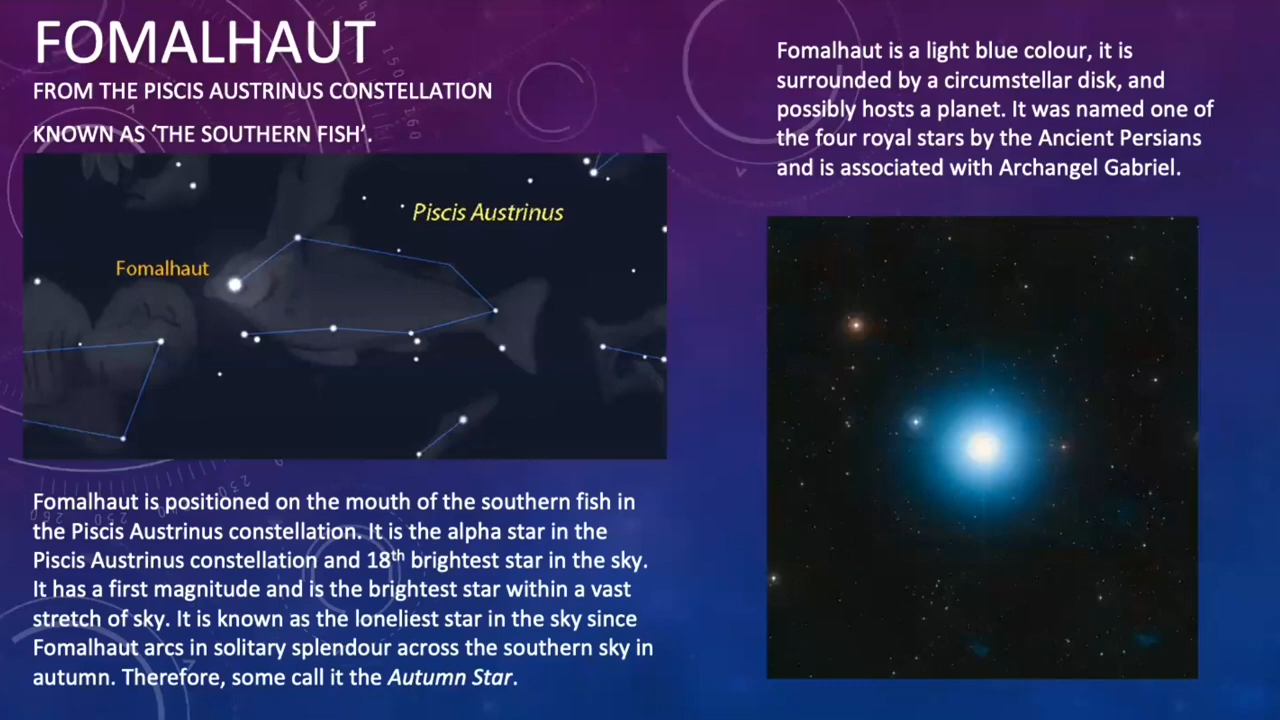 FOMALHAUT
FROM THE PISCIS AUSTRINUS CONSTELLATION
KNOWN AS ‘THE SOUTHERN FISH’.
Piscis Austrinus
Fomalhaut
Fomalhaut is positioned on the mouth of the southern fish in
the Piscis Austrinus constellation. It is the alpha star in the
Piscis Austrinus constellation and 18th brightest star in the sky.
It has a first magnitude and is the brightest star within a vast
stretch of sky. It is known as the loneliest star in the sky since
Fomalhaut arcs in solitary splendour across the southern sky in
autumn. Therefore, some call it the Autumn Star.
Fomalhaut is a light blue colour, it is
surrounded by a circumstellar disk, and
possibly hosts a planet. It was named one of
the four royal stars by the Ancient Persians
and is associated with Archangel Gabriel.
150
160
260
250
230